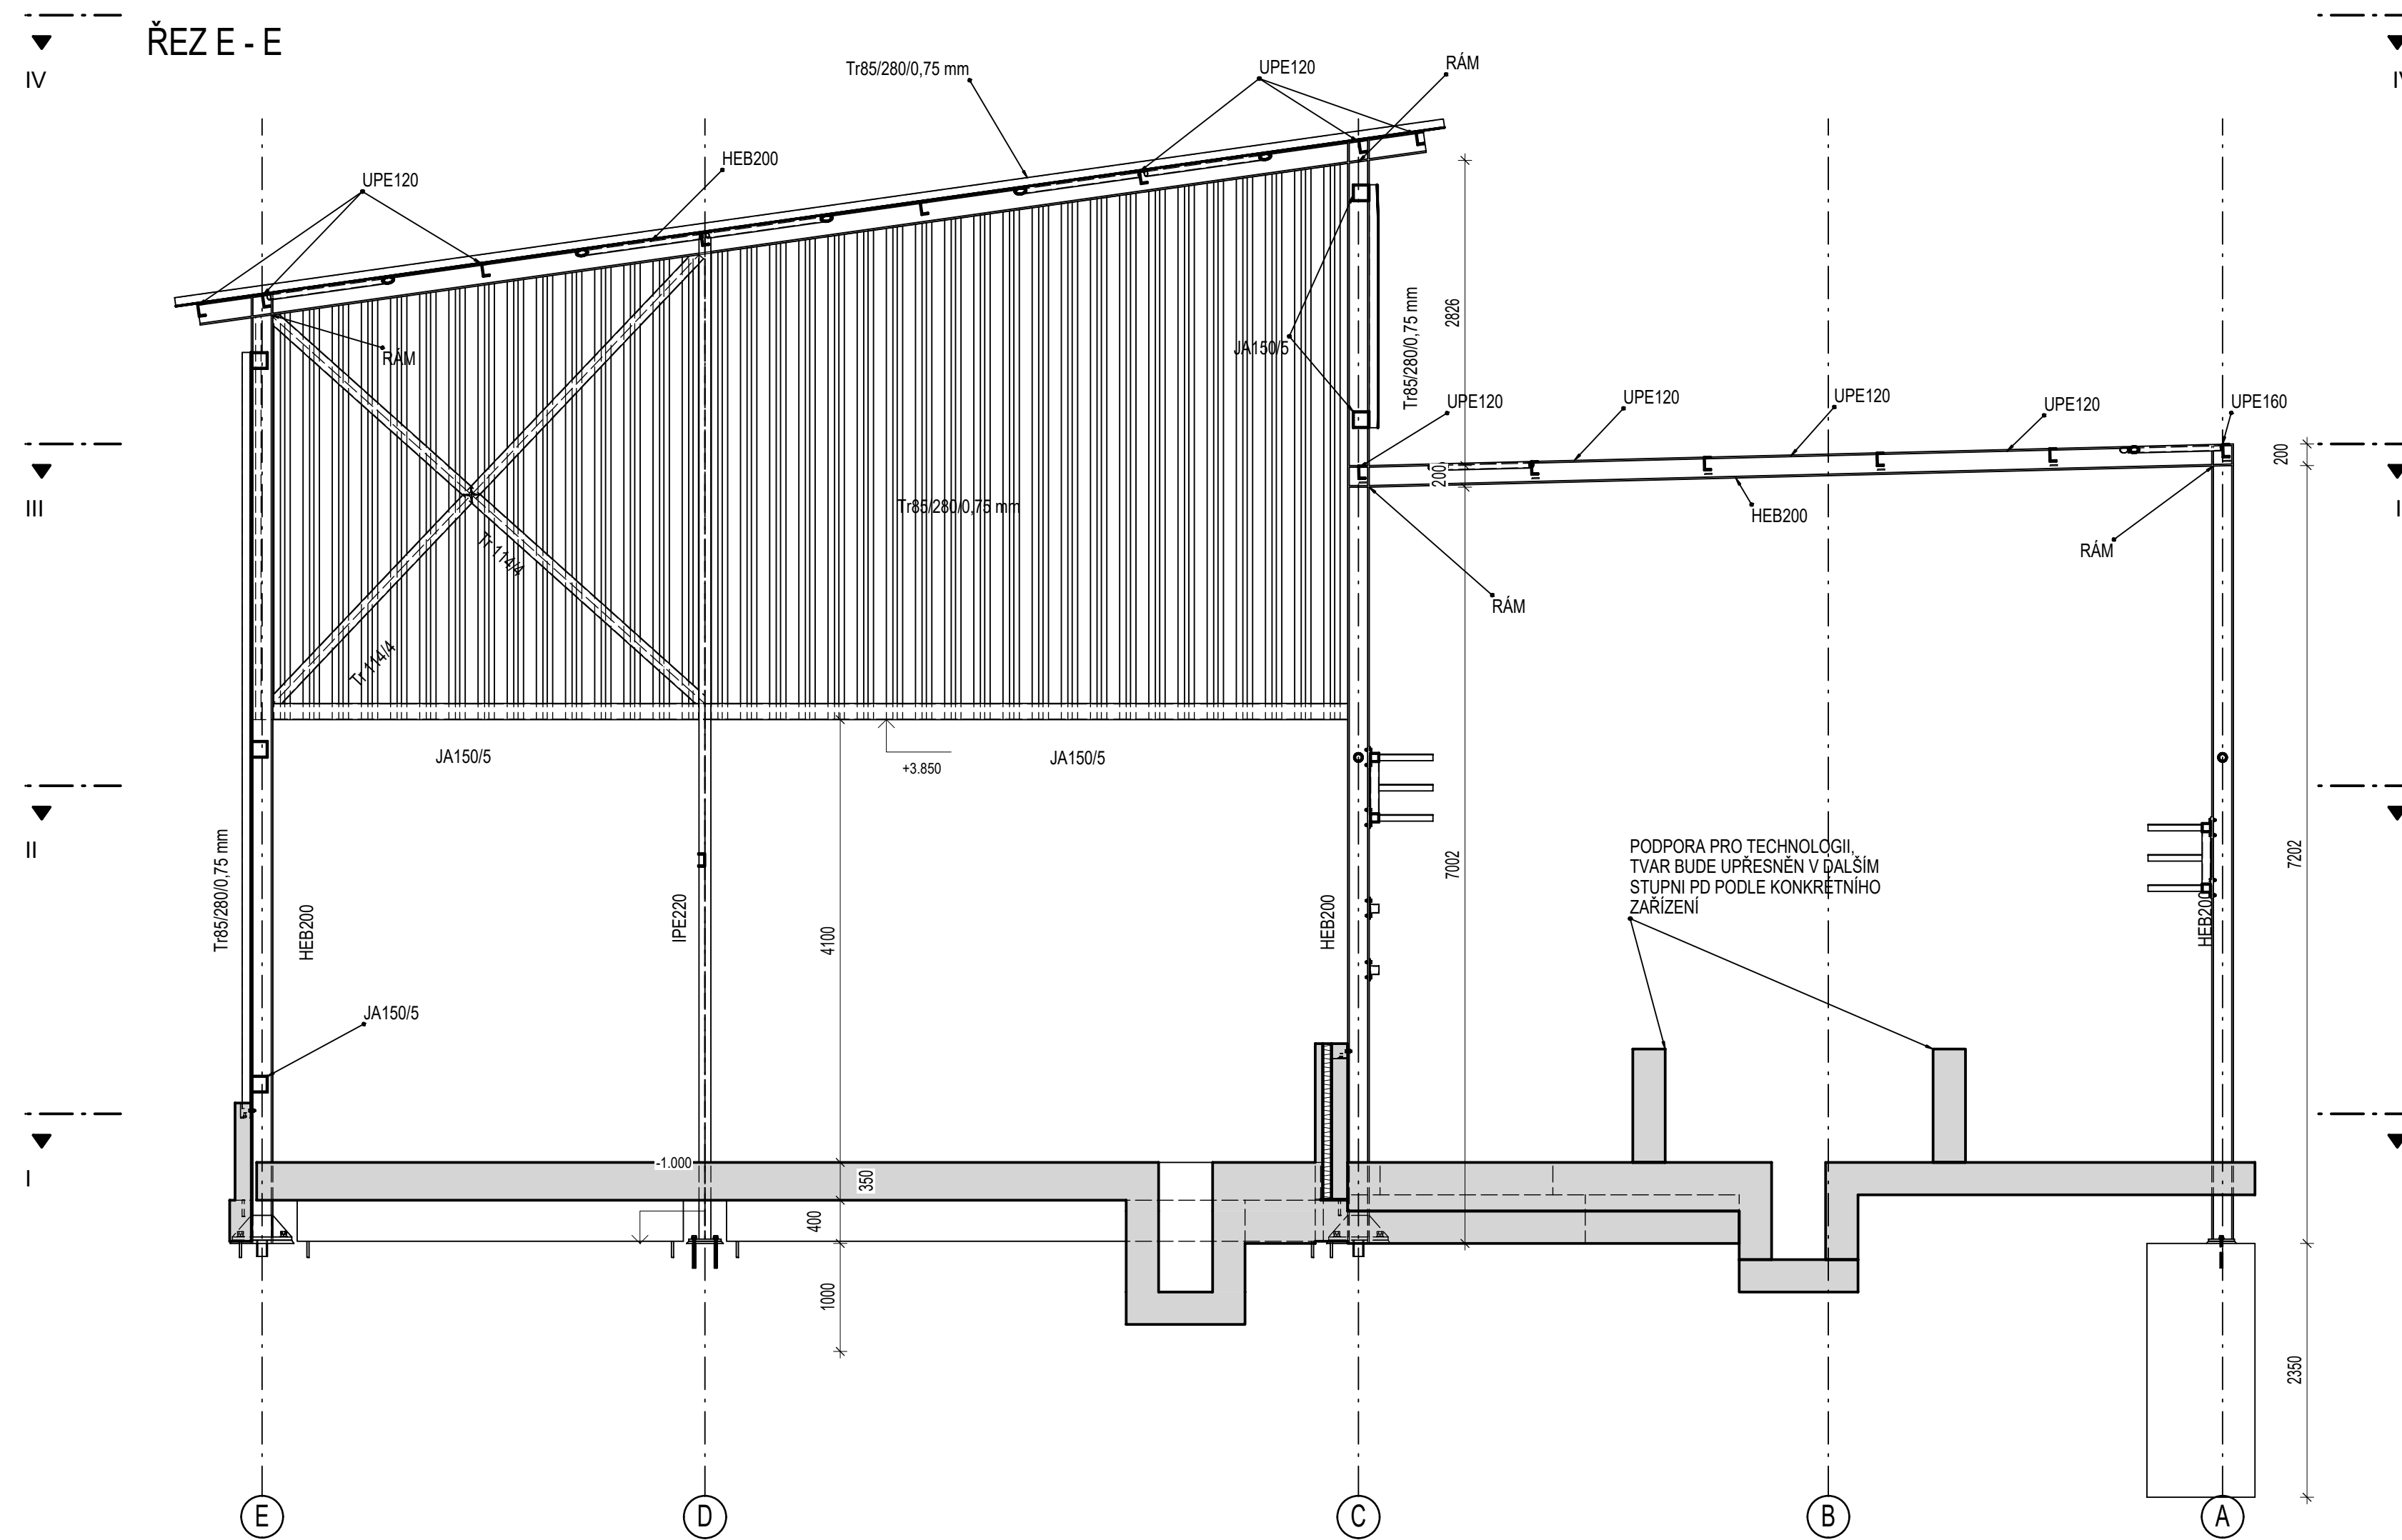 ŘEZ E - E
IV
IV
Tr85/280/0,75 mm
UPE120
RÁM
HEB200
UPE120
RÁM
JA150/5
Tr85/280/0,75 mm
2826
UPE120
UPE120
UPE120
UPE120
UPE160
200
200
HEB200
RÁM
RÁM
III
Tr85/280/0,75 mm
Tr 114/4
Tr 114/4
JA150/5
+3.850
JA150/5
II
Tr85/280/0,75 mm
HEB200
IPE220
4100
HEB200
7002
PODPORA PRO TECHNOLOGII,
TVAR BUDE UPŘESNĚN V DALŠÍM
STUPNI PD PODLE KONKRÉTNÍHO
ZAŘÍZENÍ
HEB200
7202
JA150/5
I
-1.000
350
400
1000
2350
E
D
C
B
A